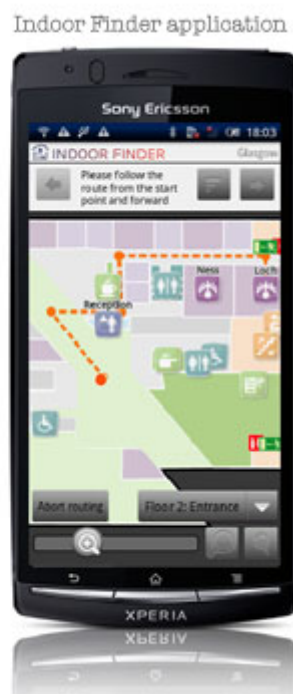 Indoor Finder application
Sony Ericsson
18:03
INDOOR FINDER
Glasgow
Please follow the
route from the start
point and forward
Ness
Loch
Reception
Abort routing
Floor 2: Entrance
XPERIA